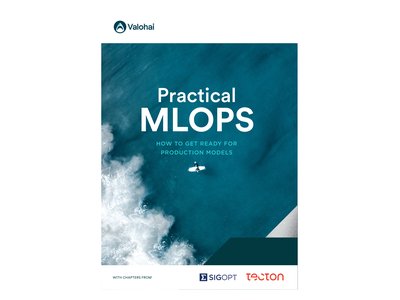 Valohai
Practical
MLOPS
HOW TO GET READY FOR
PRODUCTION MODELS
WITH CHAPTERS FROM
SIGOPT
TECTON